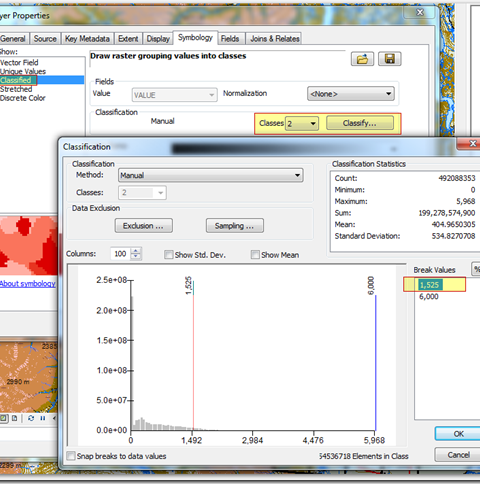 yer Properties
General Source Key Metadata Extent Display Symbology Fields Joins & Relates
Show:
Vector Field
Unique Values
Classified
Stretched
Discrete Color
Draw raster grouping values into classes
Fields
Value VALUE Normalization <None>
Classification
Manual Classes 2 Classify...
About symbology
Classification
Classification
Method: Manual
Classes: 2
Data Exclusion
Exclusion ... Sampling ...
Columns: 100 Show Std. Dev. Show Mean
Classification Statistics
Count: 492088353
Minimum: 0
Maximum: 5,968
Sum: 199,278,574,900
Mean: 404.9650305
Standard Deviation: 534.8270708
Break Values %
1,525
6,000
2.5e+08
2.0e+08
1.5e+08
1.0e+08
5.0e+07
0.0e+00
1,525
6,000
0 1,492 2,984 4,476 5,968
Snap breaks to data values
54536718 Elements in Class
OK
Cancel
2385
2990 m
2299 m